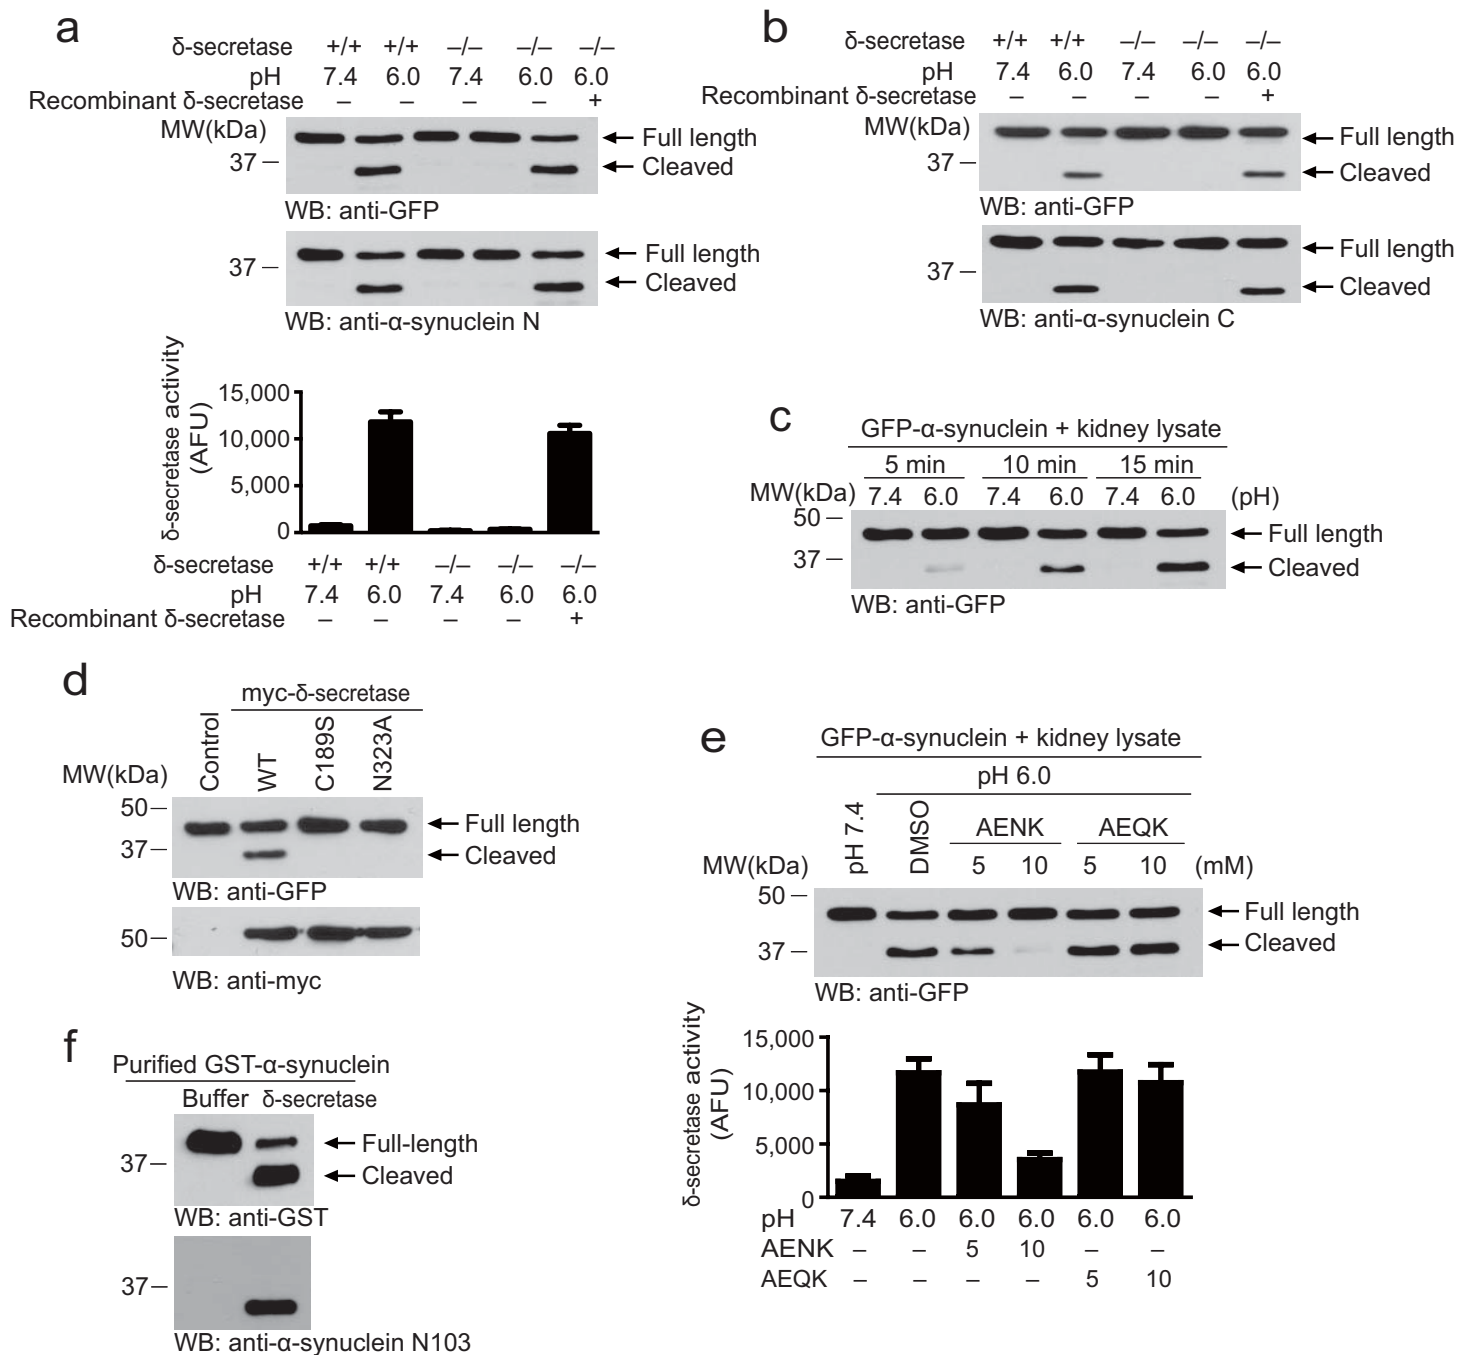 a
δ-secretase +/+ +/+ –/– –/– –/–
pH 7.4 6.0 7.4 6.0 6.0
Recombinant δ-secretase – – – – +
MW(kDa)
Full length
37
Cleaved
WB: anti-GFP
Full length
37
Cleaved
WB: anti-α-synuclein N
δ-secretase activity
(AFU)
15,000
10,000
5,000
0
δ-secretase +/+ +/+ –/– –/– –/–
pH 7.4 6.0 7.4 6.0 6.0
Recombinant δ-secretase – – – – +
b
δ-secretase +/+ +/+ –/– –/– –/–
pH 7.4 6.0 7.4 6.0 6.0
Recombinant δ-secretase – – – – +
MW(kDa)
Full length
37
Cleaved
WB: anti-GFP
Full length
37
Cleaved
WB: anti-α-synuclein C
c
GFP-α-synuclein + kidney lysate
5 min 10 min 15 min
MW(kDa) 7.4 6.0 7.4 6.0 7.4 6.0 (pH)
50
Full length
37
Cleaved
WB: anti-GFP
d
myc-δ-secretase
Control WT C189S N323A
MW(kDa)
50
Full length
37
Cleaved
WB: anti-GFP
50
WB: anti-myc
e
GFP-α-synuclein + kidney lysate
pH 6.0
pH 7.4 DMSO AENK AEQK
MW(kDa) 5 10 5 10 (mM)
50
Full length
37
Cleaved
WB: anti-GFP
δ-secretase activity
(AFU)
15,000
10,000
5,000
0
pH 7.4 6.0 6.0 6.0 6.0 6.0
AENK – – 5 10 – –
AEQK – – – – 5 10
f
Purified GST-α-synuclein
Buffer δ-secretase
Full-length
37
Cleaved
WB: anti-GST
37
WB: anti-α-synuclein N103